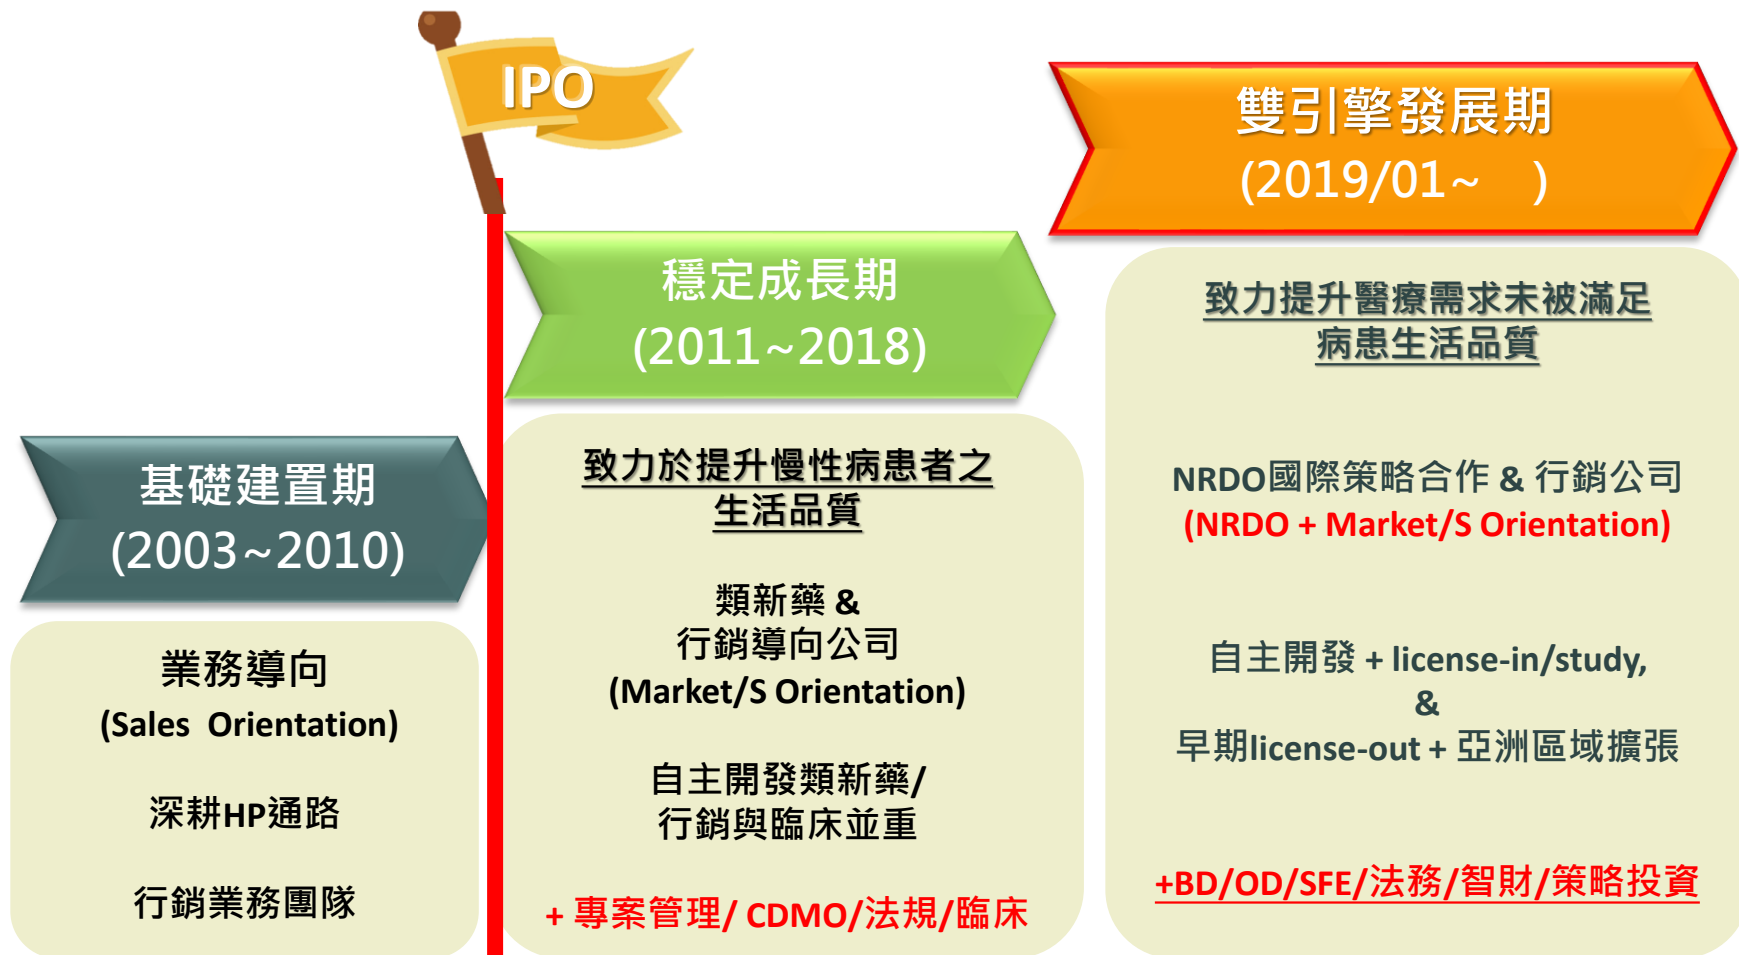 IPO
基礎建置期
(2003~2010)
業務導向
(Sales Orientation)
深耕HP通路
行銷業務團隊
穩定成長期
(2011~2018)
致力於提升慢性病患者之
生活品質
類新藥 &
行銷導向公司
(Market/S Orientation)
自主開發類新藥/
行銷與臨床並重
+ 專案管理/ CDMO/法規/臨床
雙引擎發展期
(2019/01~ )
致力提升醫療需求未被滿足
病患生活品質
NRDO國際策略合作 & 行銷公司
(NRDO + Market/S Orientation)
自主開發 + license-in/study,
&
早期license-out + 亞洲區域擴張
+BD/OD/SFE/法務/智財/策略投資